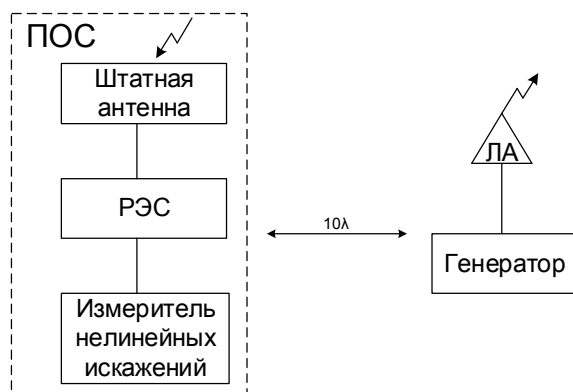 ПОС
Штатная
антенна
РЭС
Измеритель
нелинейных
искажений
10λ
ЛА
Генератор